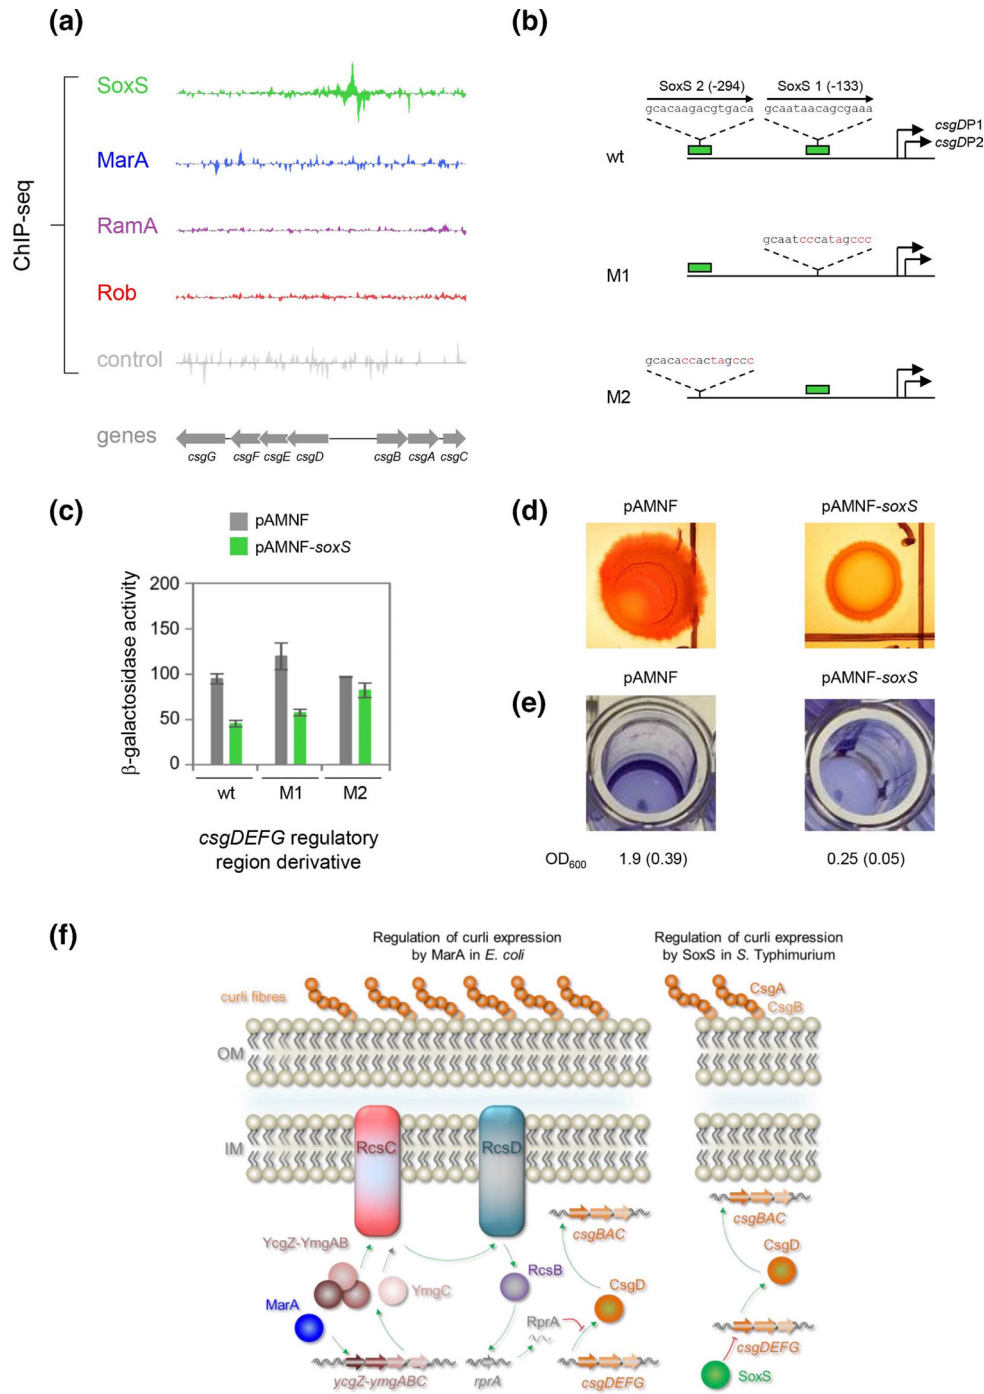 (a)
ChIP-seq
SoxS
MarA
RamA
Rob
control
genes
csgG
csgF
csgE
csgD
csgB
csgA
csgC
(b)
SoxS 2 (-294)
SoxS 1 (-133)
gcacaagacgtgaca
gcaataacagcgaaa
csgDP1
csgDP2
wt
gcaatcccatagccc
M1
gcacaccactagccc
M2
(c)
pAMNF
pAMNF-soxS
β-galactosidase activity
200
150
100
50
0
wt
M1
M2
csgDEFG regulatory
region derivative
(d)
pAMNF
pAMNF-soxS
(e)
pAMNF
pAMNF-soxS
OD600
1.9 (0.39)
0.25 (0.05)
(f)
Regulation of curli expression
by MarA in E. coli
Regulation of curli expression
by SoxS in S. Typhimurium
curli fibres
CsgA
CsgB
OM
IM
RcsC
RcsD
csgBAC
csgBAC
YcgZ-YmgAB
YmgC
RcsB
CsgD
CsgD
MarA
RprA
csgDEFG
ycgZ-ymgABC
rprA
csgDEFG
SoxS